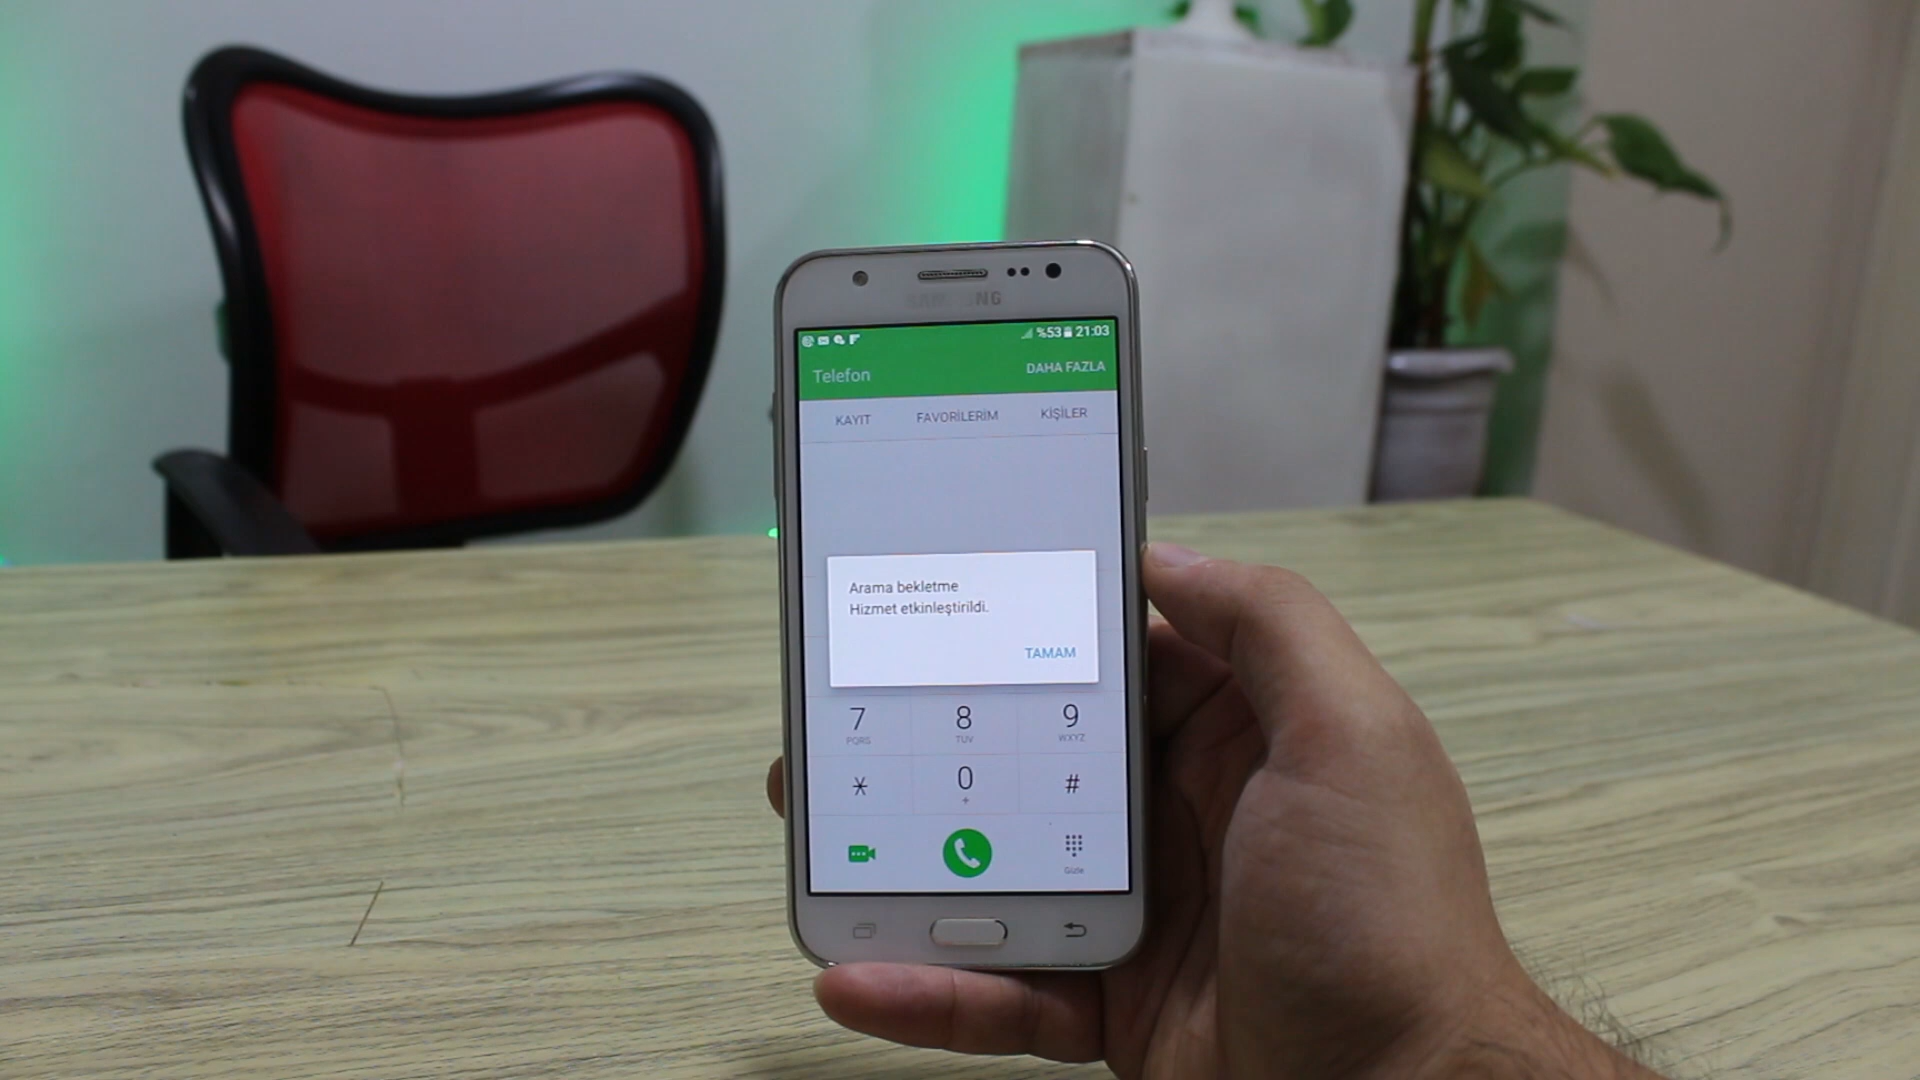 SAMSUNG
%53 21:03
Telefon
DAHA FAZLA
KAYIT FAVORİLERİM KİŞİLER
Arama bekletme
Hizmet etkinleştirildi.
TAMAM
7 8 9
PQRS TUV WXYZ
* 0 #
+
Gizle